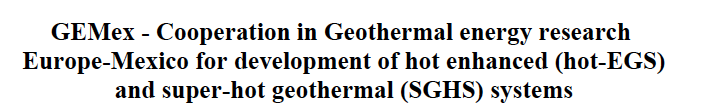 GEMex - Cooperation in Geothermal energy research
Europe-Mexico for development of hot enhanced (hot-EGS)
and super-hot geothermal (SGHS) systems